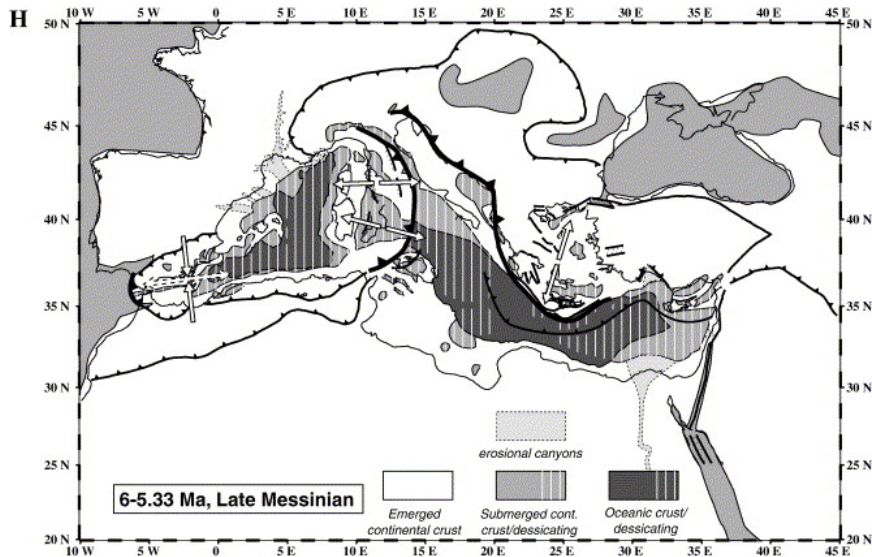 H
10 W 5 W 0 E 5 E 10 E 15 E 20 E 25 E 30 E 35 E 40 E 45 E
50 N 50 N
45 N 45 N
40 N 40 N
35 N 35 N
30 N 30 N
25 N 25 N
20 N 20 N
erosional canyons
6-5.33 Ma, Late Messinian
Emerged
continental crust
Submerged cont.
crust/dessicating
Oceanic crust/
dessicating
10 W 5 W 0 E 5 E 10 E 15 E 20 E 25 E 30 E 35 E 40 E 45 E